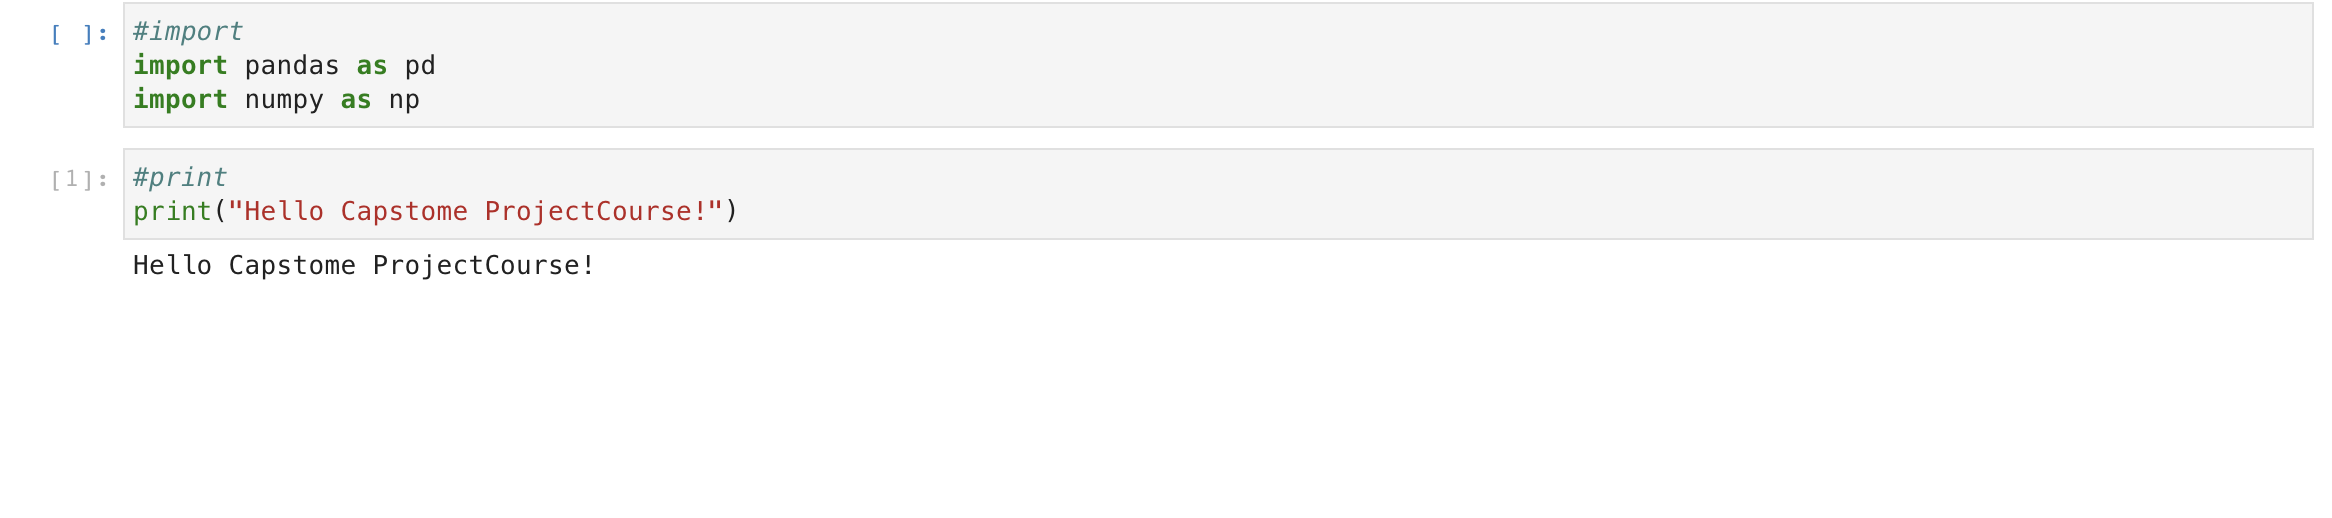 [ ]: #import
import pandas as pd
import numpy as np
[1]: #print
print("Hello Capstome ProjectCourse!")
Hello Capstome ProjectCourse!